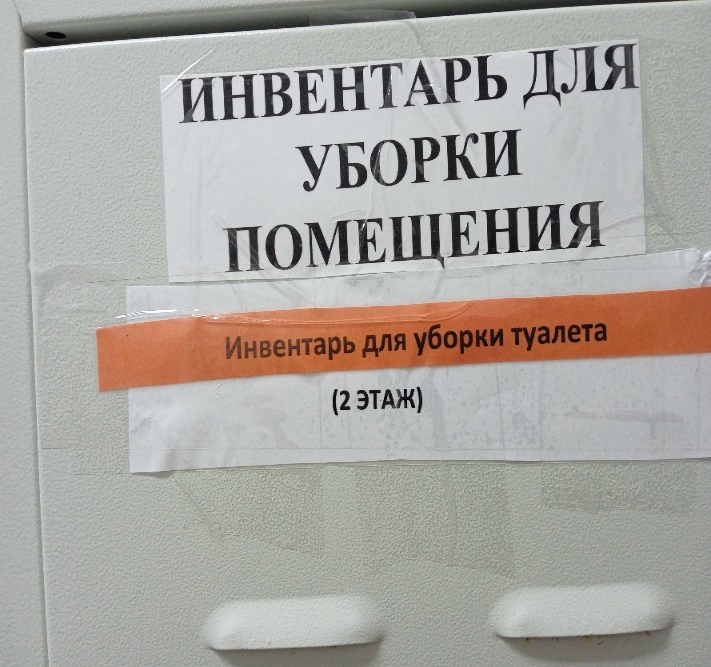 ИНВЕНТАРЬ ДЛЯ
УБОРКИ
ПОМЕЩЕНИЯ
Инвентарь для уборки туалета
(2 ЭТАЖ)